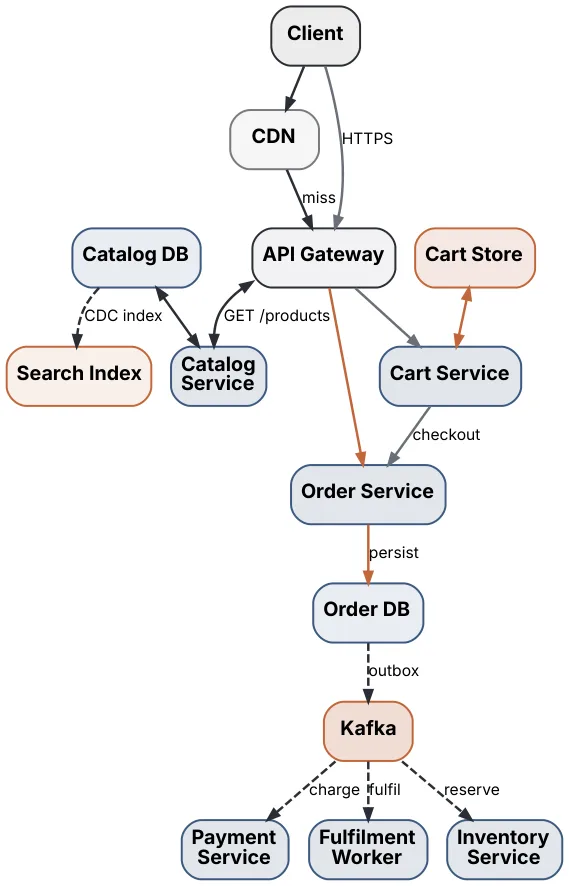 Client
CDN
HTTPS
miss
Catalog DB
API Gateway
Cart Store
CDC index
GET /products
Search Index
Catalog
Service
Cart Service
checkout
Order Service
persist
Order DB
outbox
Kafka
charge
fulfil
reserve
Payment
Service
Fulfilment
Worker
Inventory
Service